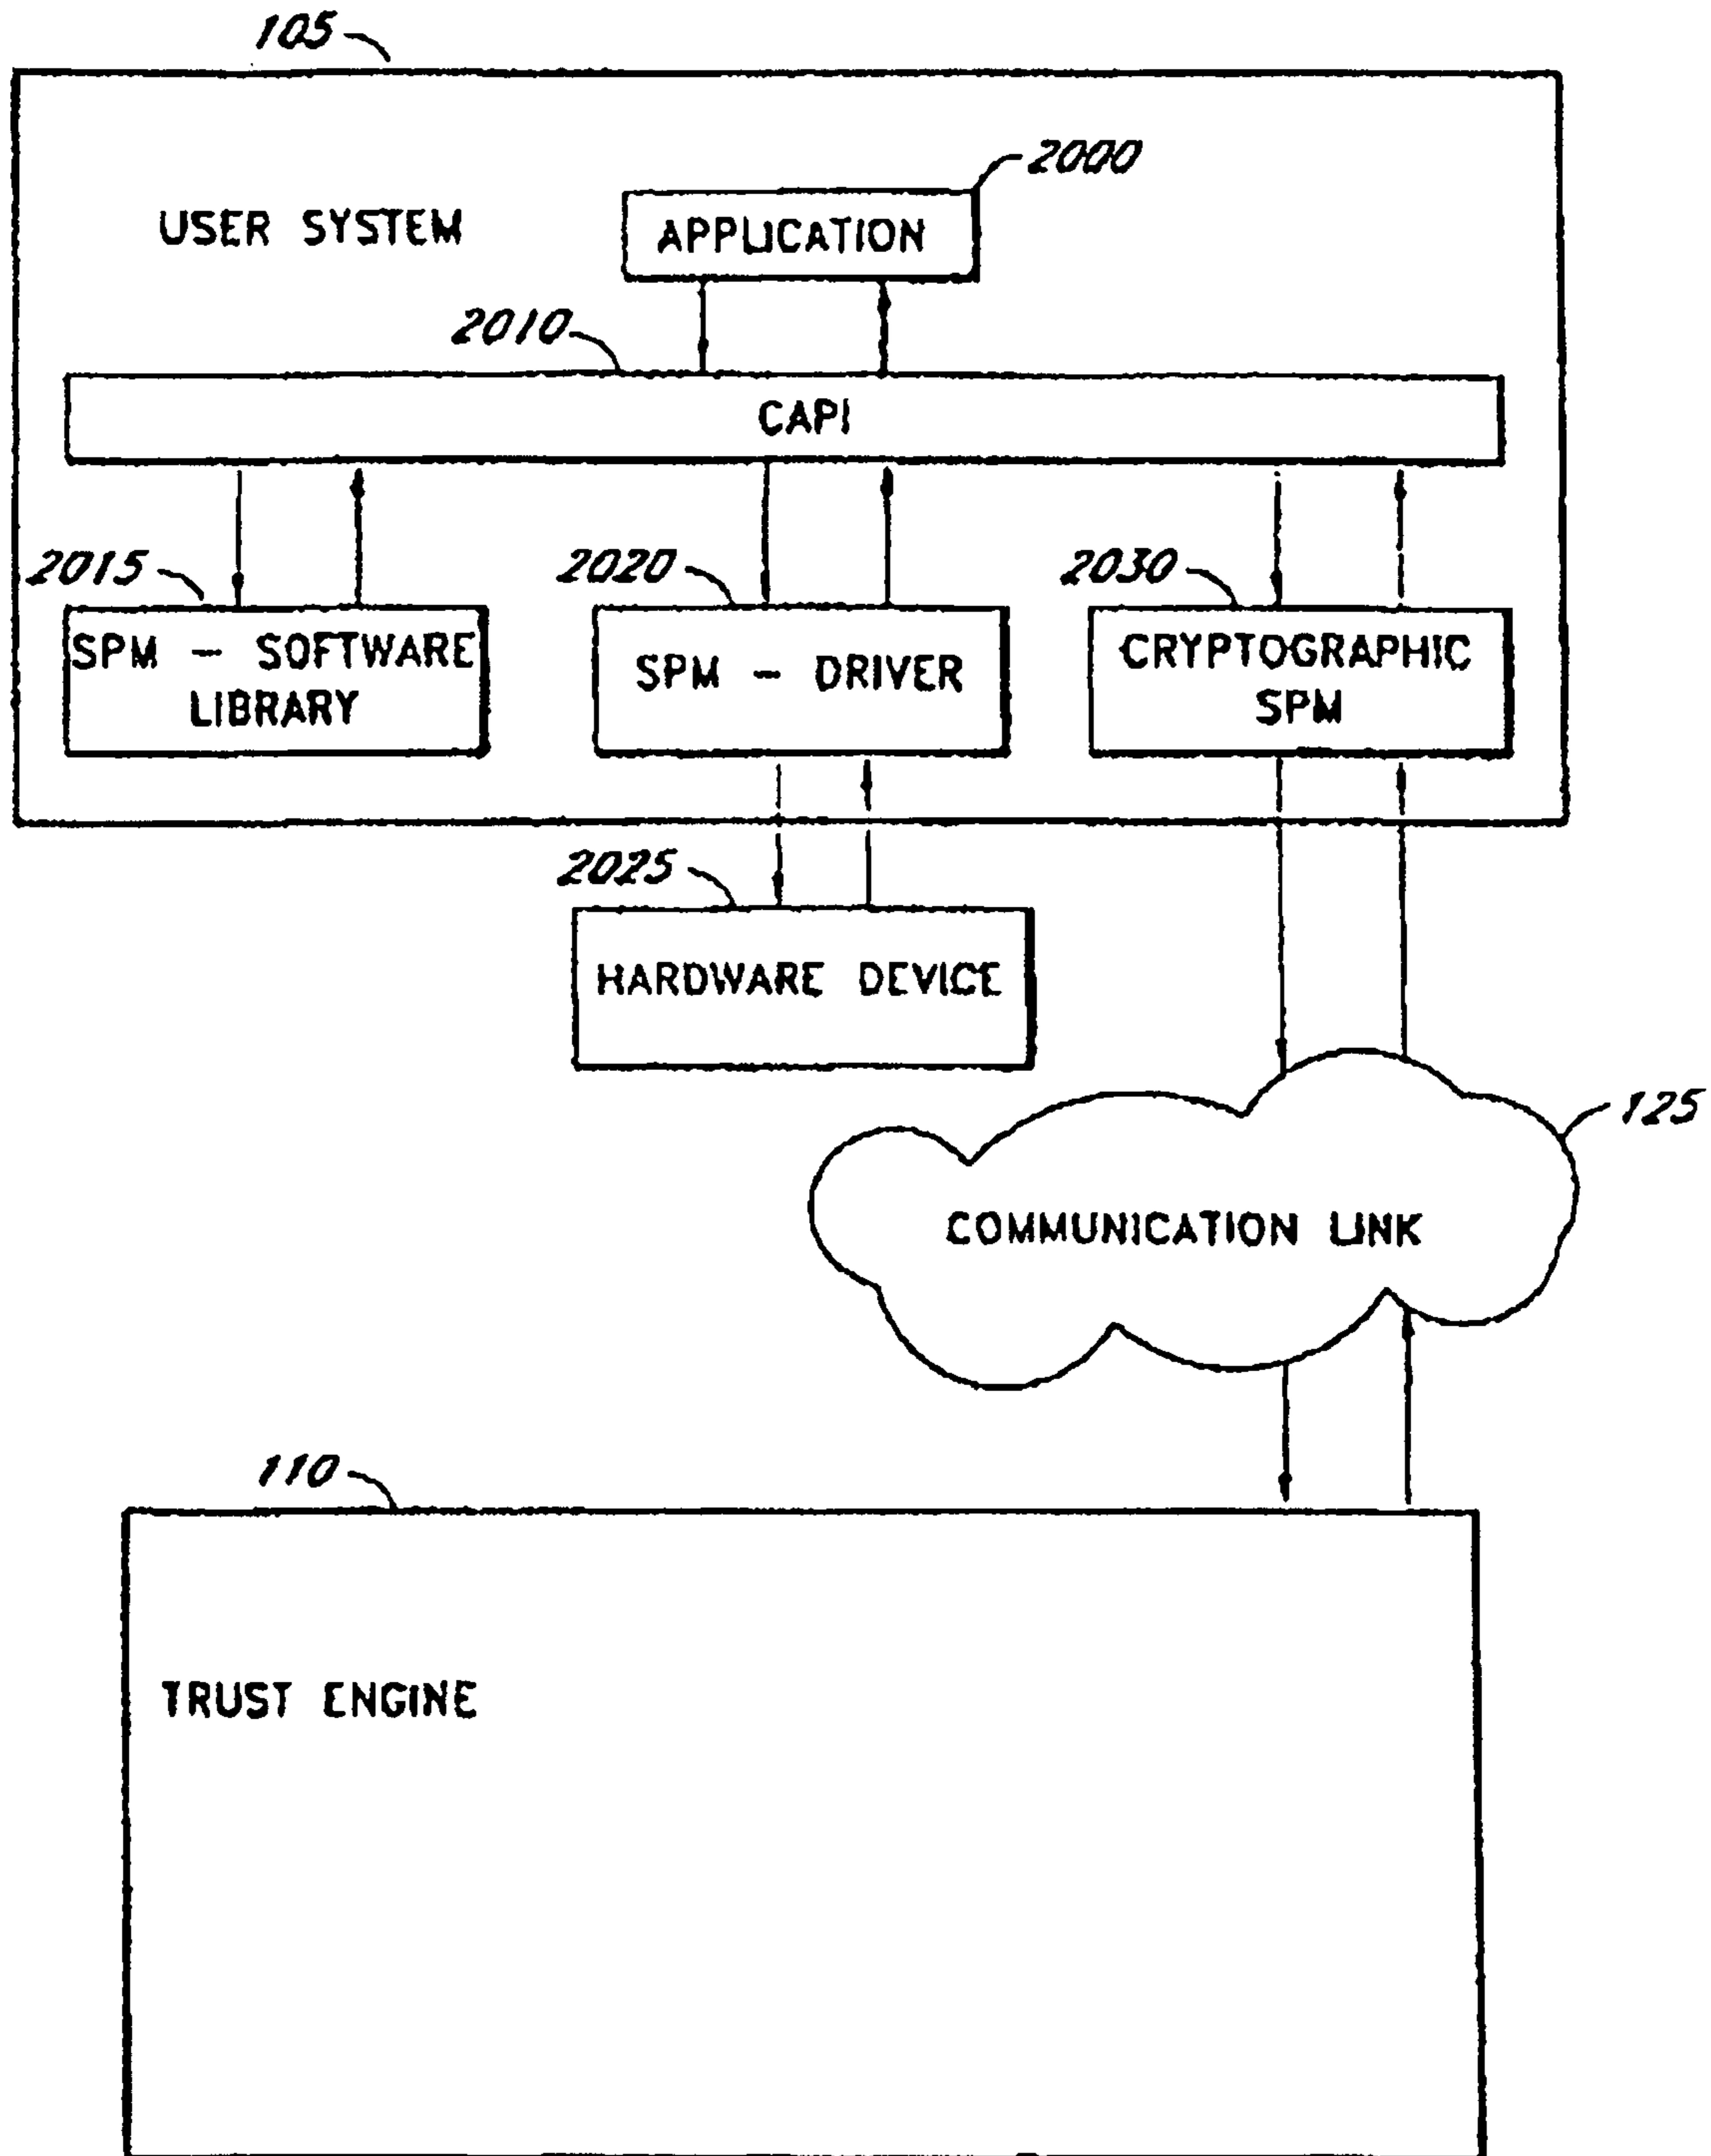 105
2000
USER SYSTEM
APPLICATION
2010
CAPI
2015
2020
2030
SPM - SOFTWARE
LIBRARY
SPM - DRIVER
CRYPTOGRAPHIC
SPM
2025
HARDWARE DEVICE
125
COMMUNICATION LINK
110
TRUST ENGINE